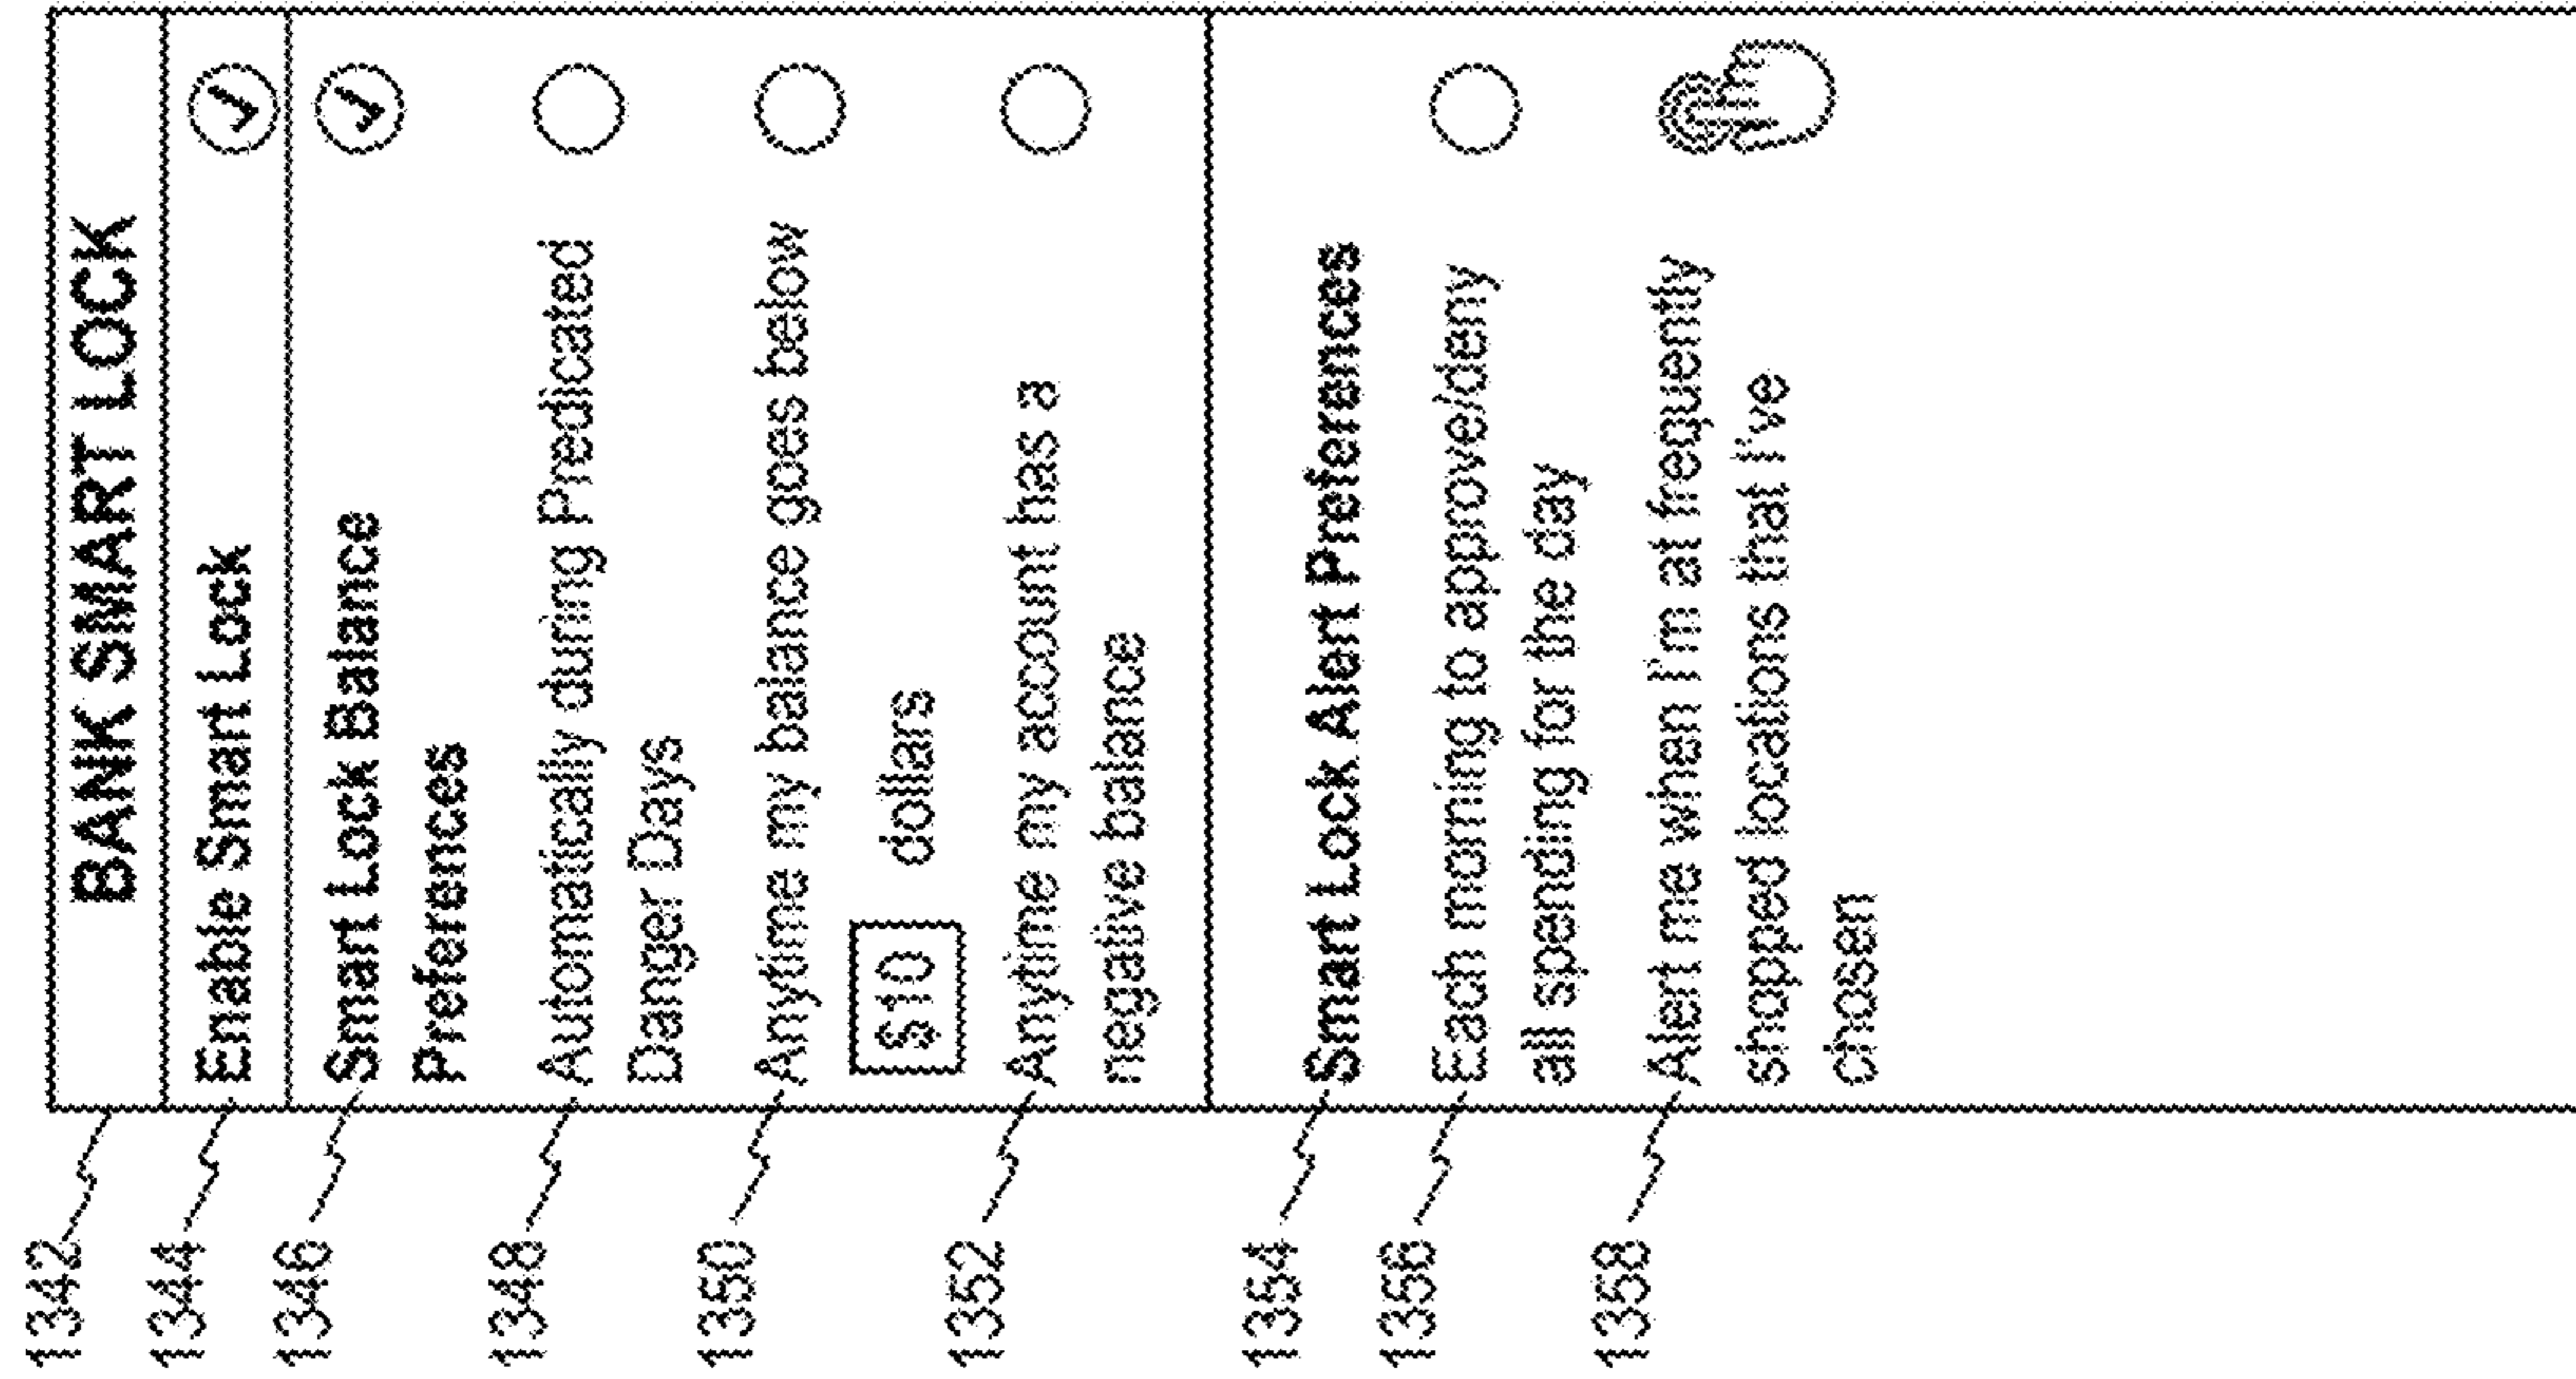 BANK SMART LOCK
1342
1344
Enable Smart Lock
1346
Smart Lock Balance
Preferences
1348
Automatically during Predicated
Danger Days
1350
Anytime my balance goes below
$10 dollars
1352
Anytime my account has a
negative balance
1354
Smart Lock Alert Preferences
1356
Each morning to approve/deny
all spending for the day
1358
Alert me when I'm at frequently
shopped locations that I've
chosen